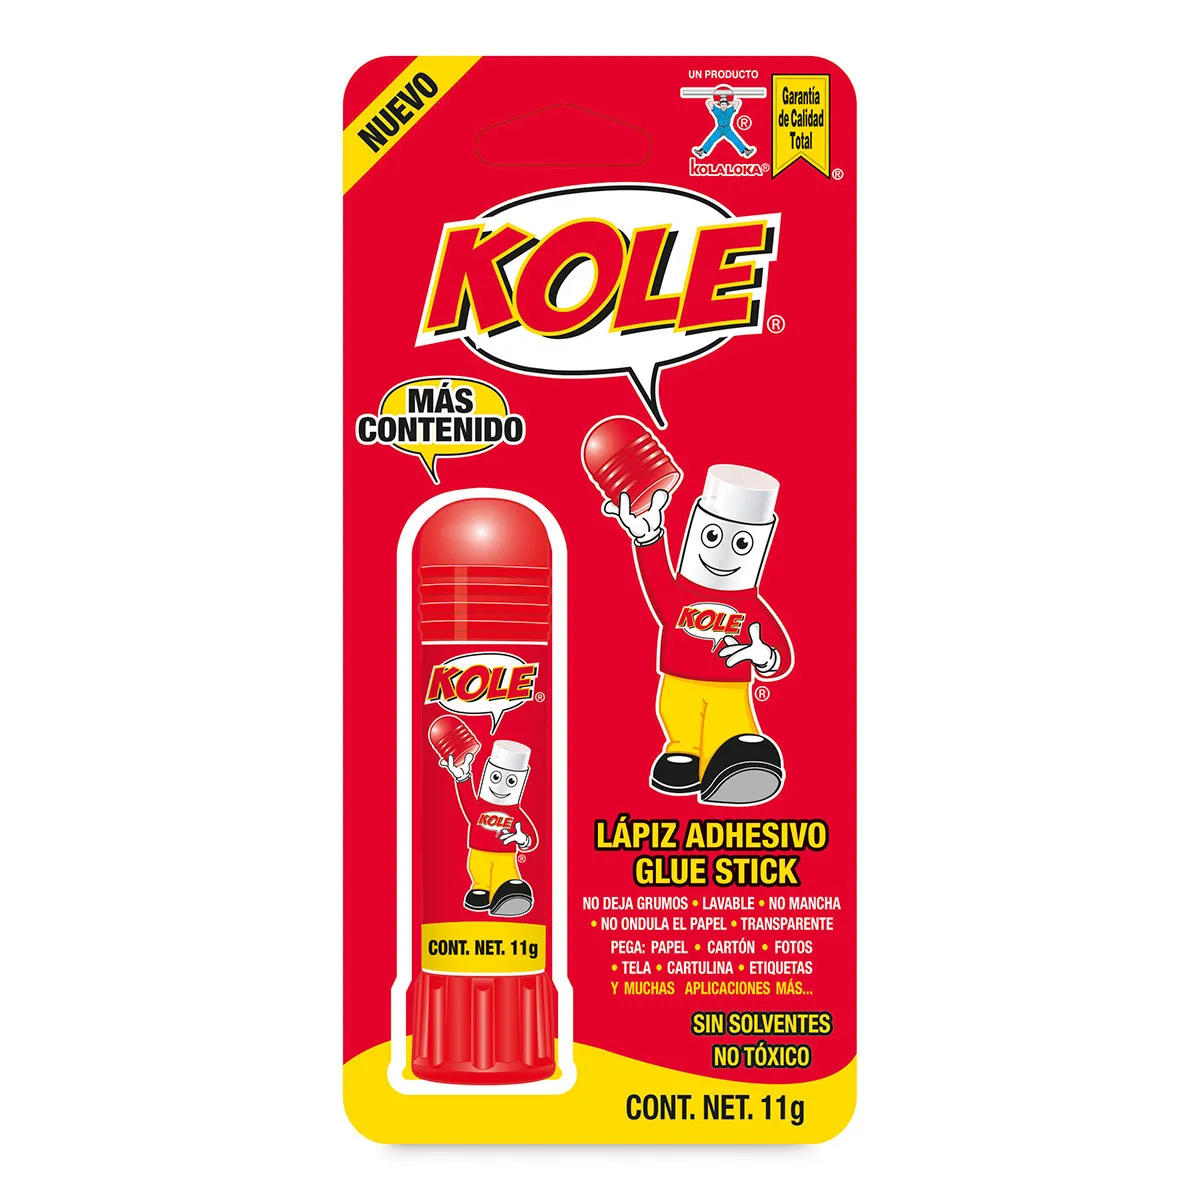 NUEVO
UN PRODUCTO
KOLALOKA®
Garantía
de Calidad
Total
®
KOLE®
MÁS
CONTENIDO
KOLE
®
KOLE®
KOLE
®
CONT. NET. 11g
LÁPIZ ADHESIVO
GLUE STICK
NO DEJA GRUMOS • LAVABLE • NO MANCHA
• NO ONDULA EL PAPEL • TRANSPARENTE
PEGA: PAPEL • CARTÓN • FOTOS
• TELA • CARTULINA • ETIQUETAS
Y MUCHAS APLICACIONES MÁS...
SIN SOLVENTES
NO TÓXICO
CONT. NET. 11g